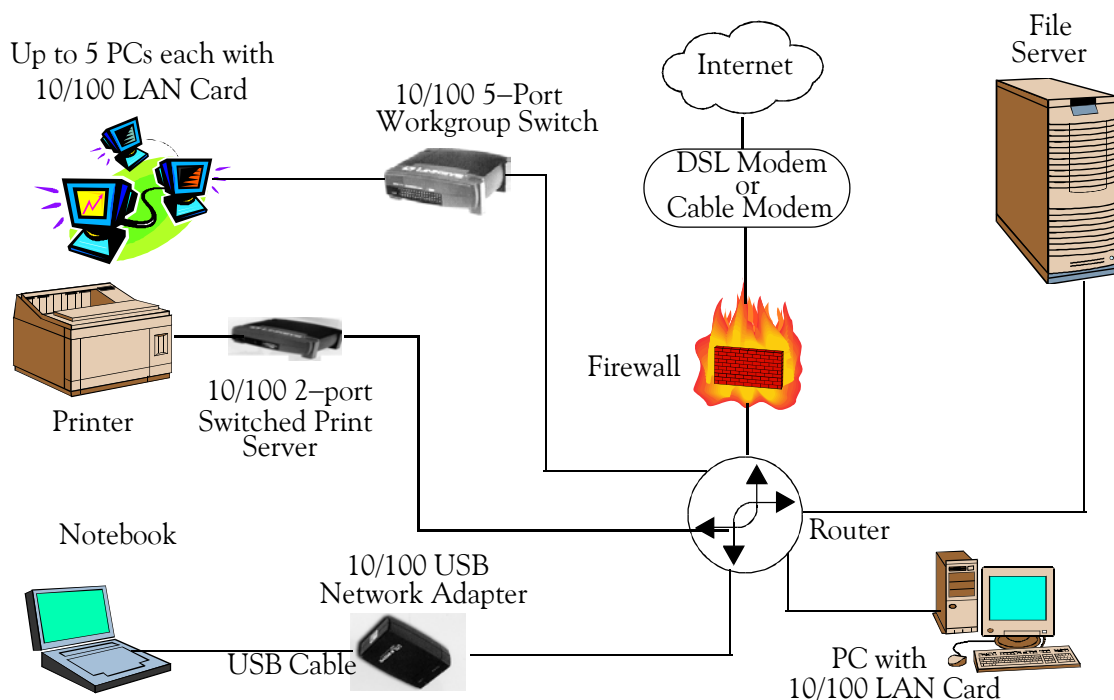 Up to 5 PCs each with
10/100 LAN Card
10/100 5–Port
Workgroup Switch
Internet
File
Server
DSL Modem
or
Cable Modem
Firewall
Printer
10/100 2–port
Switched Print
Server
Notebook
10/100 USB
Network Adapter
USB Cable
Router
PC with
10/100 LAN Card